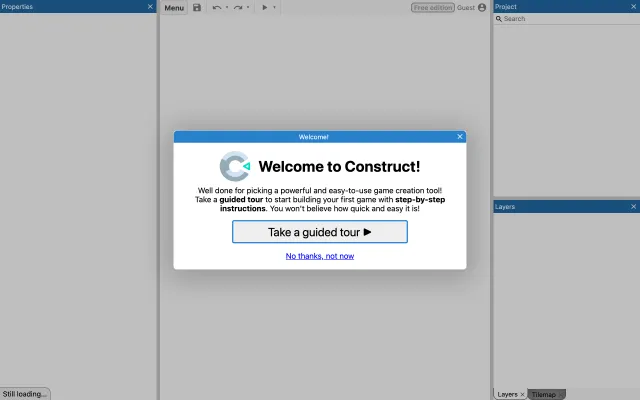 Properties
Menu
Free edition
Guest
Project
Search
Welcome!
Welcome to Construct!
Well done for picking a powerful and easy-to-use game creation tool!
Take a guided tour to start building your first game with step-by-step
instructions. You won't believe how quick and easy it is!
Take a guided tour
No thanks, not now
Layers
Still loading...
Layers
Tilemap